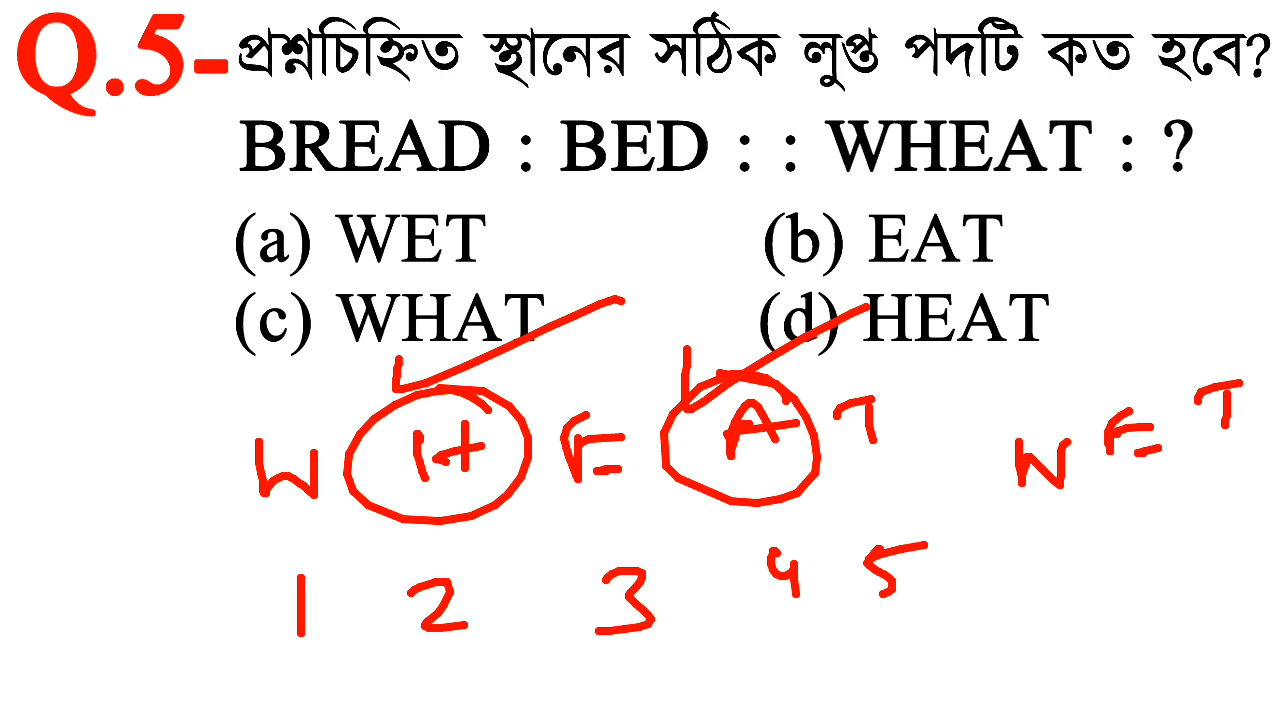 Q.5- প্রশ্নচিহ্নিত স্থানের সঠিক লুপ্ত পদটি কত হবে?
BREAD : BED : : WHEAT : ?
(a) WET (b) EAT
(c) WHAT (d) HEAT
W H E A T W E T
1 2 3 4 5